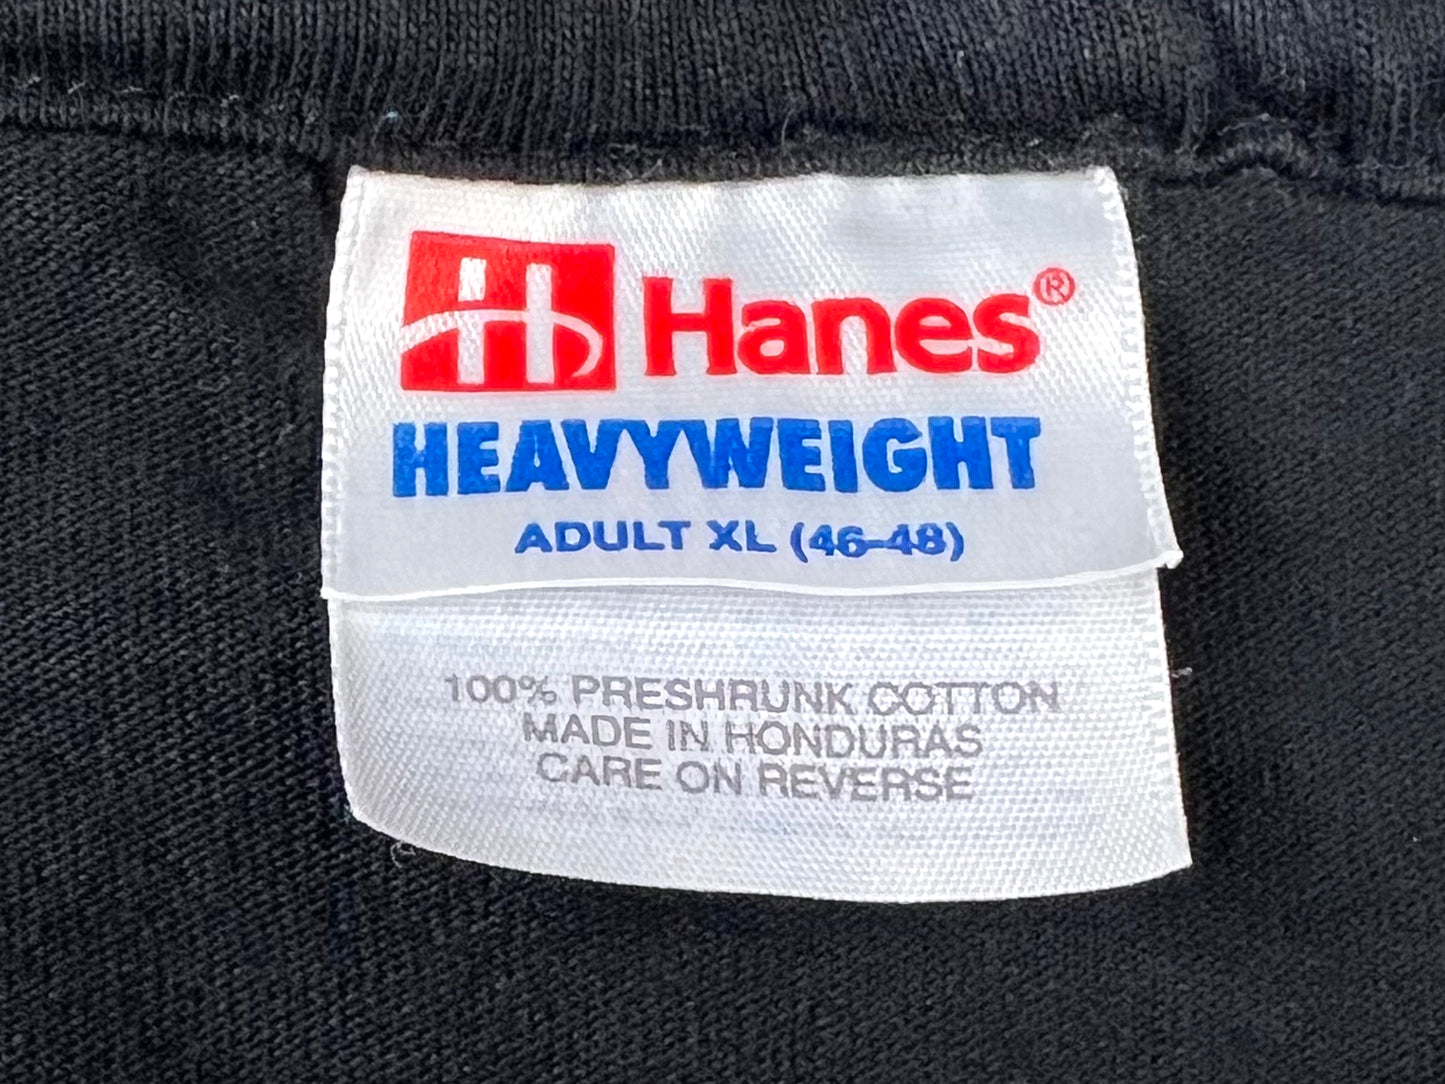 H Hanes®
HEAVYWEIGHT
ADULT XL (46-48)
100% PRESHRUNK COTTON
MADE IN HONDURAS
CARE ON REVERSE